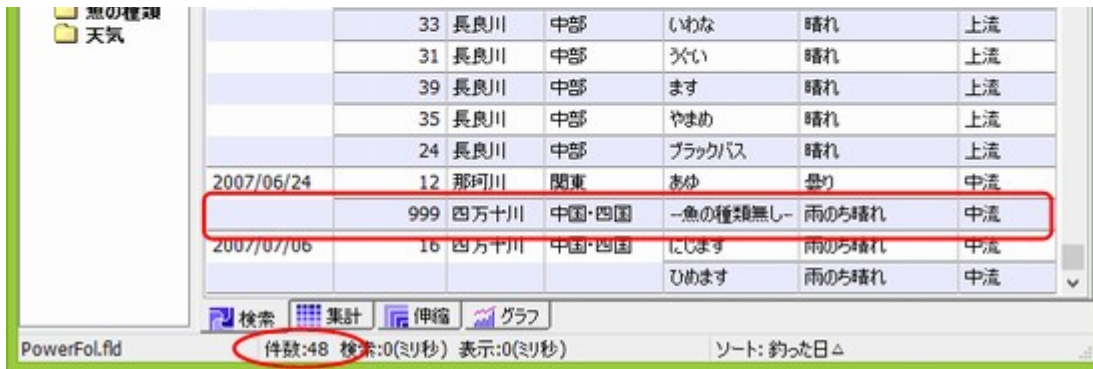 魚の種類
天気
33 長良川 中部 いわな 晴れ 上流
31 長良川 中部 うぐい 晴れ 上流
39 長良川 中部 ます 晴れ 上流
35 長良川 中部 やまめ 晴れ 上流
24 長良川 中部 ブラックバス 晴れ 上流
2007/06/24 12 那珂川 関東 あゆ 曇り 中流
999 四万十川 中国・四国 --魚の種類無し-- 雨のち晴れ 中流
2007/07/06 16 四万十川 中国・四国 にじます 雨のち晴れ 中流
ひめます 雨のち晴れ 中流
検索 集計 伸縮 グラフ
PowerFol.fld 件数:48 検索:0(ミリ秒) 表示:0(ミリ秒) ソート: 釣った日△